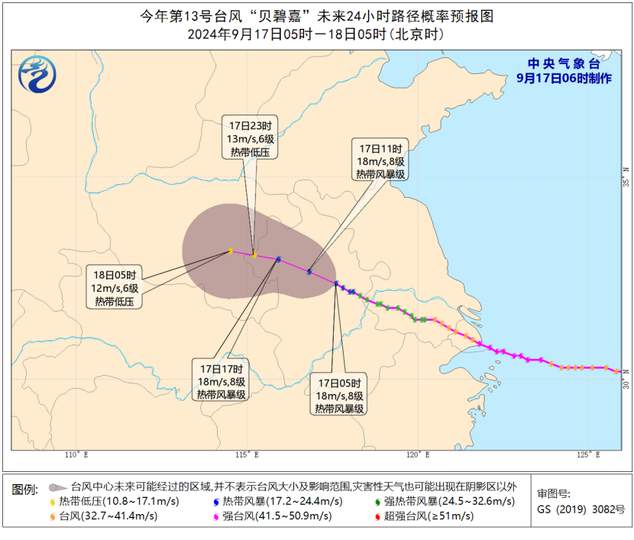 今年第13号台风“贝碧嘉”未来24小时路径概率预报图
2024年9月17日05时－18日05时(北京时)
中央气象台
9月17日06时制作
17日23时
13m/s,6级
热带低压
17日11时
18m/s,8级
热带风暴级
35° N
18日05时
12m/s,6级
热带低压
17日17时
18m/s,8级
热带风暴级
17日05时
18m/s,8级
热带风暴级
30° N
110° E
115° E
120° E
125° E
图例:
台风中心未来可能经过的区域,并不表示台风大小及影响范围,灾害性天气也可能出现在阴影区以外
热带低压(10.8~17.1m/s)
热带风暴(17.2~24.4m/s)
强热带风暴(24.5~32.6m/s)
台风(32.7~41.4m/s)
强台风(41.5~50.9m/s)
超强台风(≥51m/s)
审图号:
GS (2019) 3082号